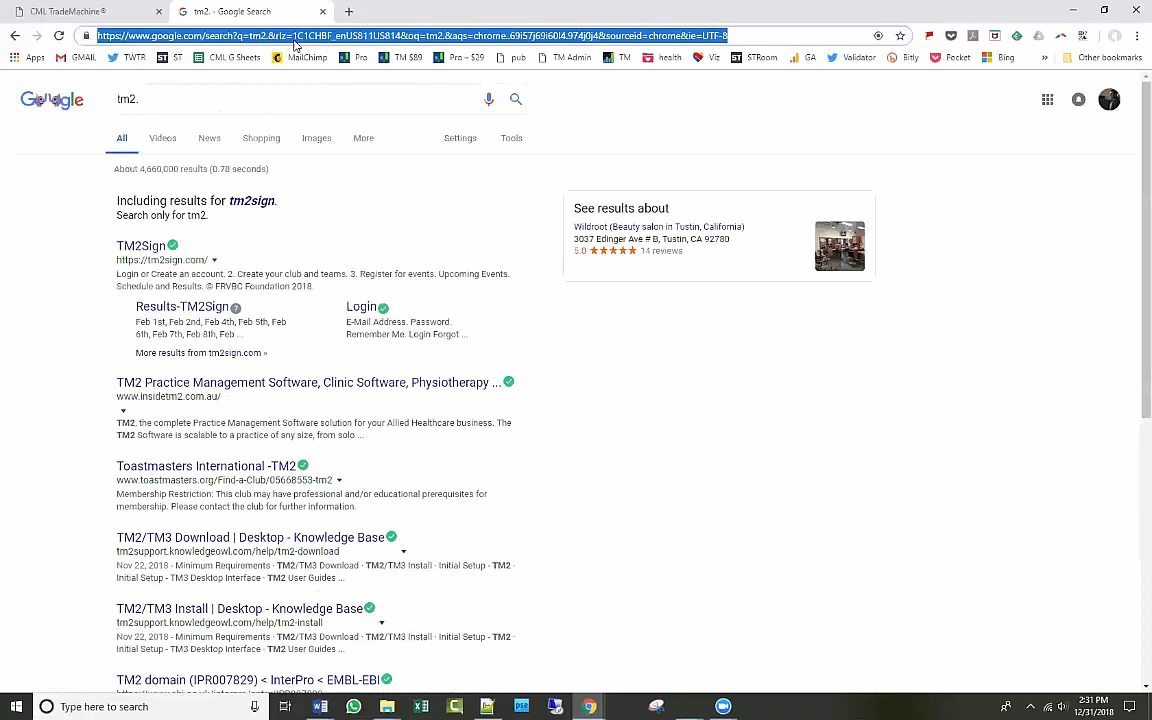 CML TradeMachine®
tm2. - Google Search
https://www.google.com/search?q=tm2.&rlz=1C1CHBF_enUS811US814&oq=tm2.&aqs=chrome..69i57j69i60l4.974j0j4&sourceid=chrome&ie=UTF-8
Apps GMAIL TWTR ST CML G Sheets MailChimp Pro TM $89 Pro ~ $29 pub TM Admin TM health Viz STRoom GA Validator Bitly Pocket Bing » Other bookmarks
Google
tm2.
All Videos News Shopping Images More Settings Tools
About 4,660,000 results (0.78 seconds)
Including results for tm2sign.
Search only for tm2.
TM2Sign
https://tm2sign.com/
Login or Create an account. 2. Create your club and teams. 3. Register for events. Upcoming Events.
Schedule and Results. © FRVBC Foundation 2018.
Results-TM2Sign
Feb 1st, Feb 2nd, Feb 4th, Feb 5th, Feb
6th, Feb 7th, Feb 8th, Feb ...
Login
E-Mail Address. Password.
Remember Me. Login Forgot ...
More results from tm2sign.com »
TM2 Practice Management Software, Clinic Software, Physiotherapy ...
www.insidetm2.com.au/
TM2, the complete Practice Management Software solution for your Allied Healthcare business. The
TM2 Software is scalable to a practice of any size, from solo ...
Toastmasters International -TM2
www.toastmasters.org/Find-a-Club/05668553-tm2
Membership Restriction: This club may have professional and/or educational prerequisites for
membership. Please contact the club for further information.
TM2/TM3 Download | Desktop - Knowledge Base
tm2support.knowledgeowl.com/help/tm2-download
Nov 22, 2018 - Minimum Requirements · TM2/TM3 Download · TM2/TM3 Install · Initial Setup - TM2 ·
Initial Setup - TM3 Desktop Interface · TM2 User Guides ...
TM2/TM3 Install | Desktop - Knowledge Base
tm2support.knowledgeowl.com/help/tm2-install
Nov 22, 2018 - Minimum Requirements · TM2/TM3 Download · TM2/TM3 Install · Initial Setup - TM2 ·
Initial Setup - TM3 Desktop Interface · TM2 User Guides ...
TM2 domain (IPR007829) < InterPro < EMBL-EBI
See results about
Wildroot (Beauty salon in Tustin, California)
3037 Edinger Ave # B, Tustin, CA 92780
5.0 ★★★★★ 14 reviews
Type here to search
2:31 PM
12/31/2018